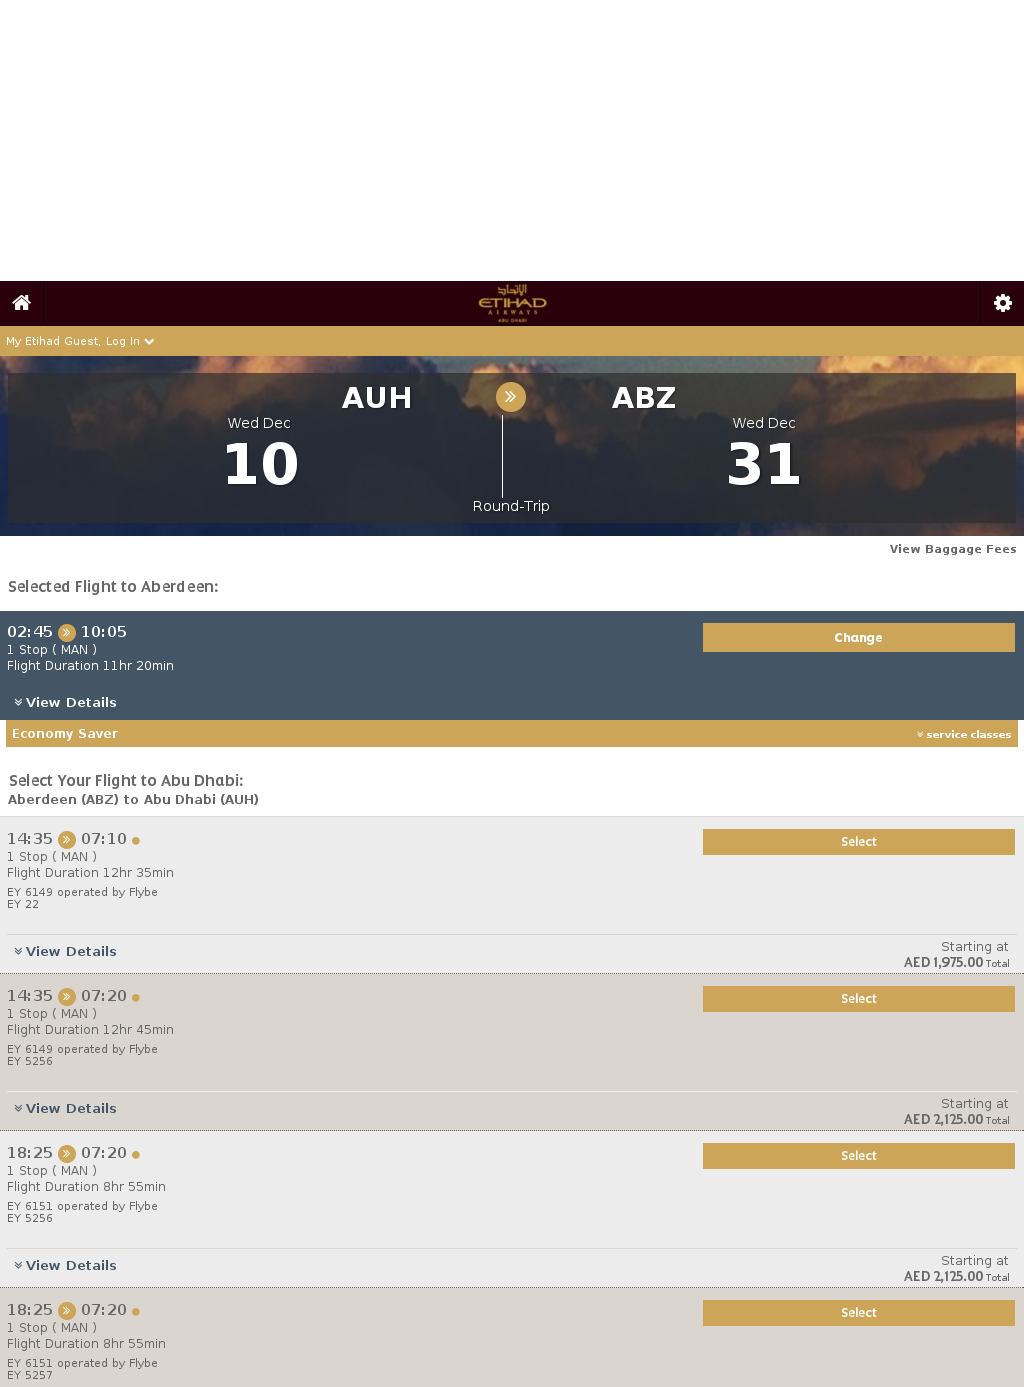 الإتحاد
ETIHAD
AIRWAYS
ABU DHABI
My Etihad Guest, Log In
AUH ABZ
Wed Dec Wed Dec
10 31
Round-Trip
View Baggage Fees
Selected Flight to Aberdeen:
02:45 10:05 Change
1 Stop ( MAN )
Flight Duration 11hr 20min
View Details
Economy Saver service classes
Select Your Flight to Abu Dhabi:
Aberdeen (ABZ) to Abu Dhabi (AUH)
14:35 07:10 Select
1 Stop ( MAN )
Flight Duration 12hr 35min
EY 6149 operated by Flybe
EY 22
View Details Starting at
AED 1,975.00 Total
14:35 07:20 Select
1 Stop ( MAN )
Flight Duration 12hr 45min
EY 6149 operated by Flybe
EY 5256
View Details Starting at
AED 2,125.00 Total
18:25 07:20 Select
1 Stop ( MAN )
Flight Duration 8hr 55min
EY 6151 operated by Flybe
EY 5256
View Details Starting at
AED 2,125.00 Total
18:25 07:20 Select
1 Stop ( MAN )
Flight Duration 8hr 55min
EY 6151 operated by Flybe
EY 5257